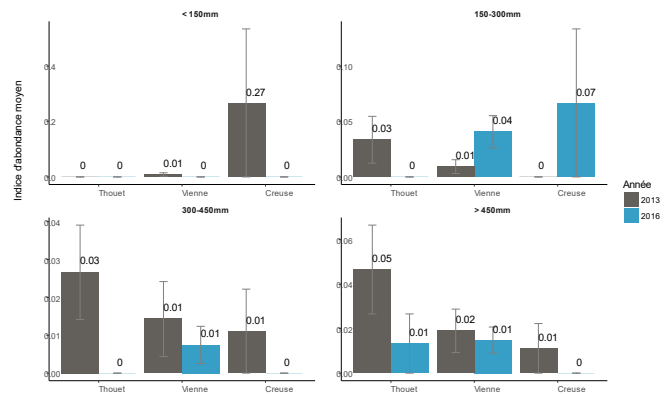 < 150mm
150-300mm
Indice d'abondance moyen
0.4
0.2
0.00
0 0 0.01 0 0.27 0
Thouet Vienne Creuse
0.10
0.05
0.00
0.03 0 0.01 0.04 0 0.07
Thouet Vienne Creuse
Année
2013
2016
300-450mm
> 450mm
0.04
0.03
0.02
0.01
0.00
0.03 0 0.01 0.01 0.01 0
Thouet Vienne Creuse
0.06
0.04
0.02
0.00
0.05 0.01 0.02 0.01 0.01 0
Thouet Vienne Creuse